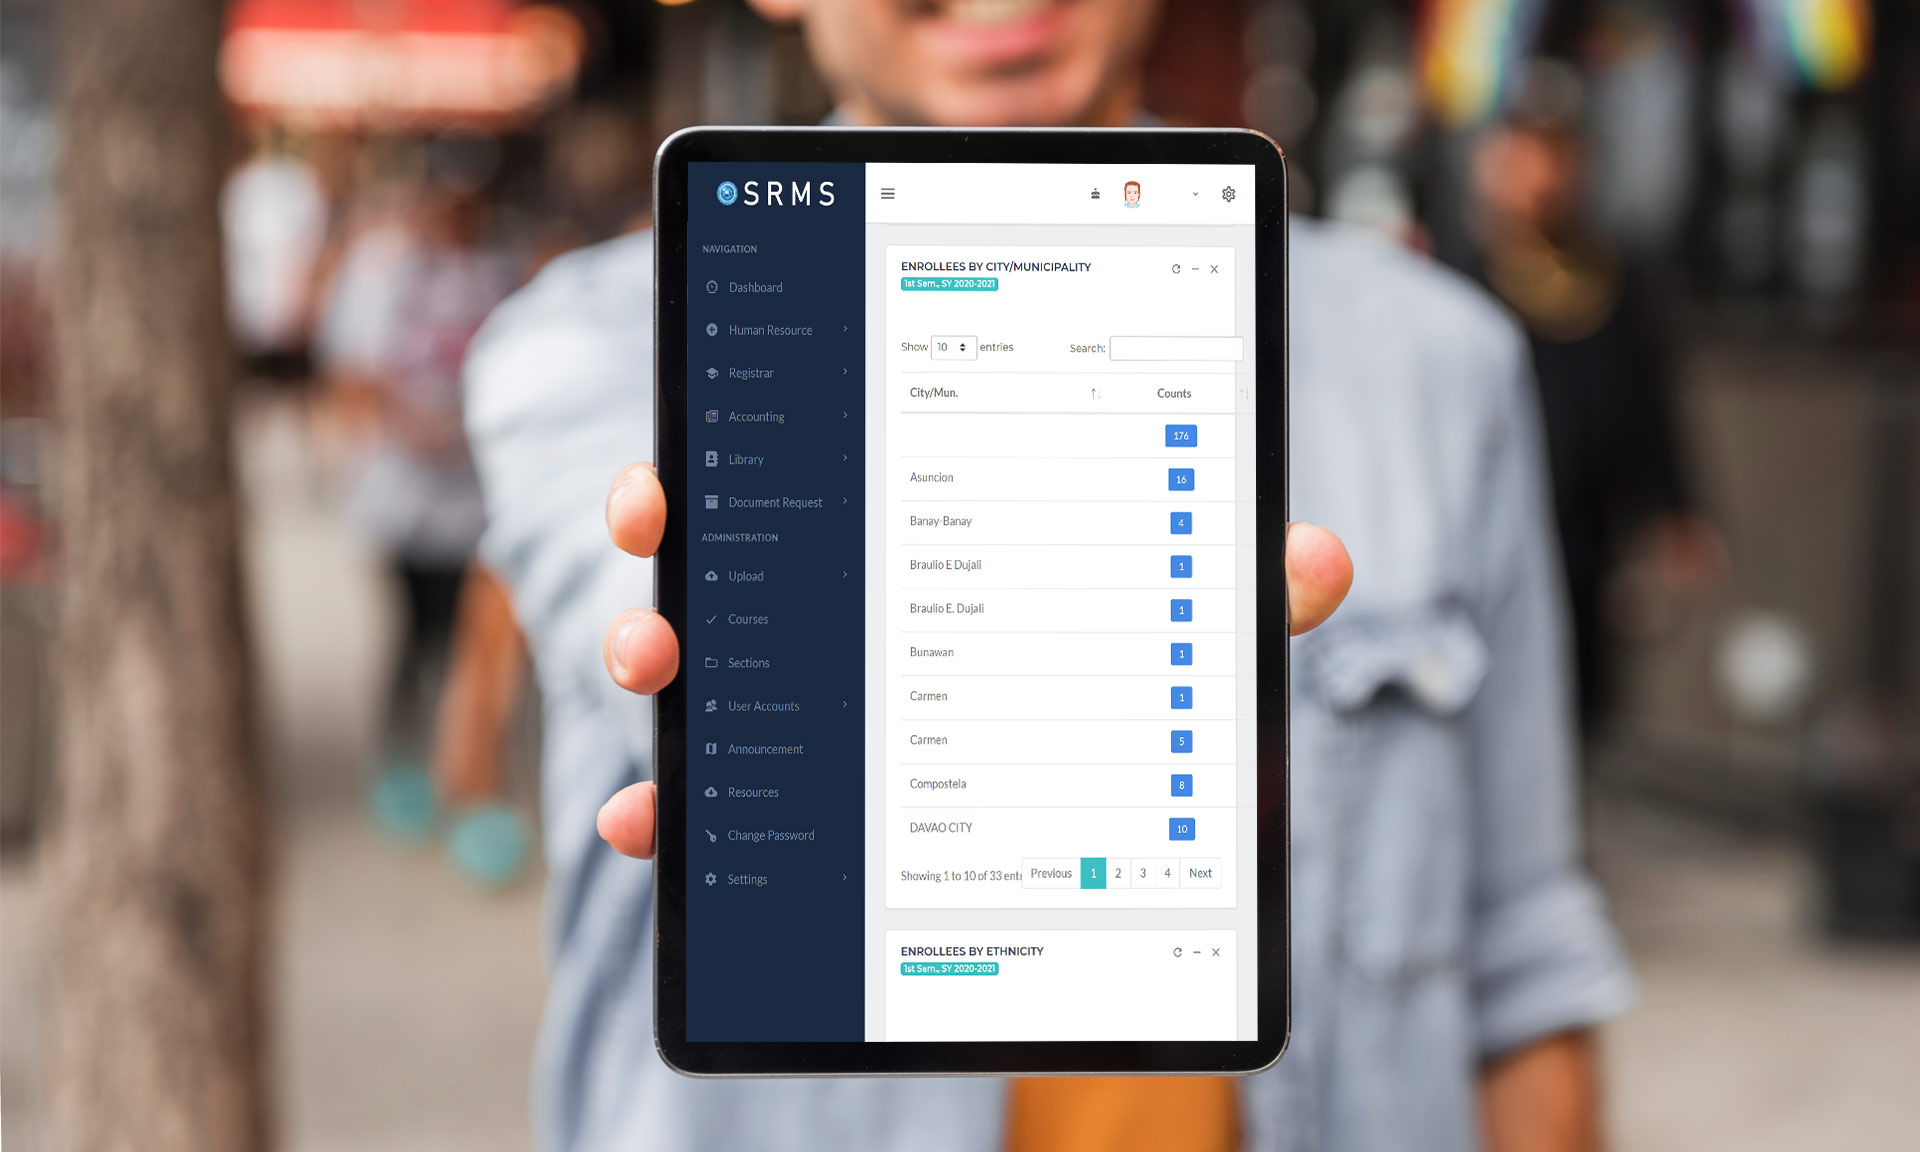 SRMS
NAVIGATION
Dashboard
Human Resource
Registrar
Accounting
Library
Document Request
ADMINISTRATION
Upload
Courses
Sections
User Accounts
Announcement
Resources
Change Password
Settings
ENROLLEES BY CITY/MUNICIPALITY
1st Sem., SY 2020-2021
Show 10 entries Search:
City/Mun. Counts
176
Asuncion 16
Banay-Banay 4
Braulio E Dujali 1
Braulio E. Dujali 1
Bunawan 1
Carmen 1
Carmen 5
Compostela 8
DAVAO CITY 10
Showing 1 to 10 of 33 entr Previous 1 2 3 4 Next
ENROLLEES BY ETHNICITY
1st Sem., SY 2020-2021